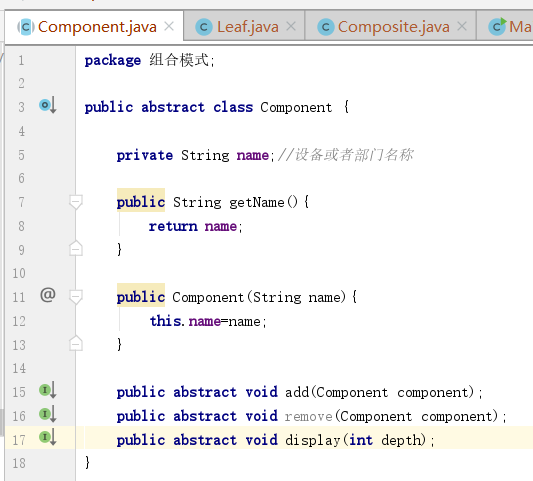 Component.java × Leaf.java × Composite.java × Ma
1 package 组合模式;
2
3 public abstract class Component {
4
5 private String name;//设备或者部门名称
6
7 public String getName(){
8 return name;
9 }
10
11 @ public Component(String name){
12 this.name=name;
13 }
14
15 public abstract void add(Component component);
16 public abstract void remove(Component component);
17 public abstract void display(int depth);
18 }